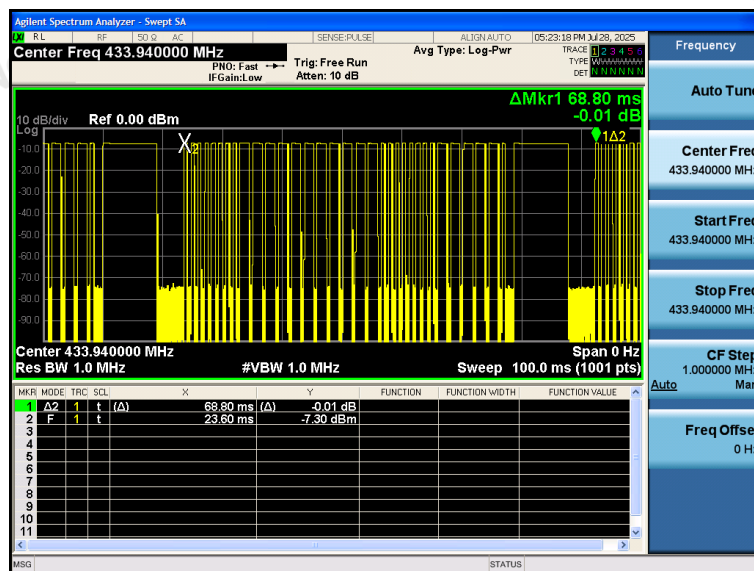 Agilent Spectrum Analyzer - Swept SA
LXI RL RF 50 Ω AC SENSE:PULSE ALIGN AUTO 05:23:18 PM Jul 28, 2025
Center Freq 433.940000 MHz Avg Type: Log-Pwr TRACE 1 2 3 4 5 6
PNO: Fast Trig: Free Run TYPE
IFGain:Low Atten: 10 dB DET N N N N N N
ΔMkr1 68.80 ms
10 dB/div Ref 0.00 dBm -0.01 dB
Log
1Δ2
2
-10.0
-20.0
-30.0
-40.0
-50.0
-60.0
-70.0
-80.0
-90.0
Center 433.940000 MHz Span 0 Hz
Res BW 1.0 MHz #VBW 1.0 MHz Sweep 100.0 ms (1001 pts)
MKR MODE TRC SCL X Y FUNCTION FUNCTION WIDTH FUNCTION VALUE
1 Δ2 1 t (Δ) 68.80 ms (Δ) -0.01 dB
2 F 1 t 23.60 ms -7.30 dBm
3
4
5
6
7
8
9
10
11
MSG STATUS
Frequency
Auto Tune
Center Freq
433.940000 MHz
Start Freq
433.940000 MHz
Stop Freq
433.940000 MHz
CF Step
1.000000 MHz
Auto Man
Freq Offset
0 Hz